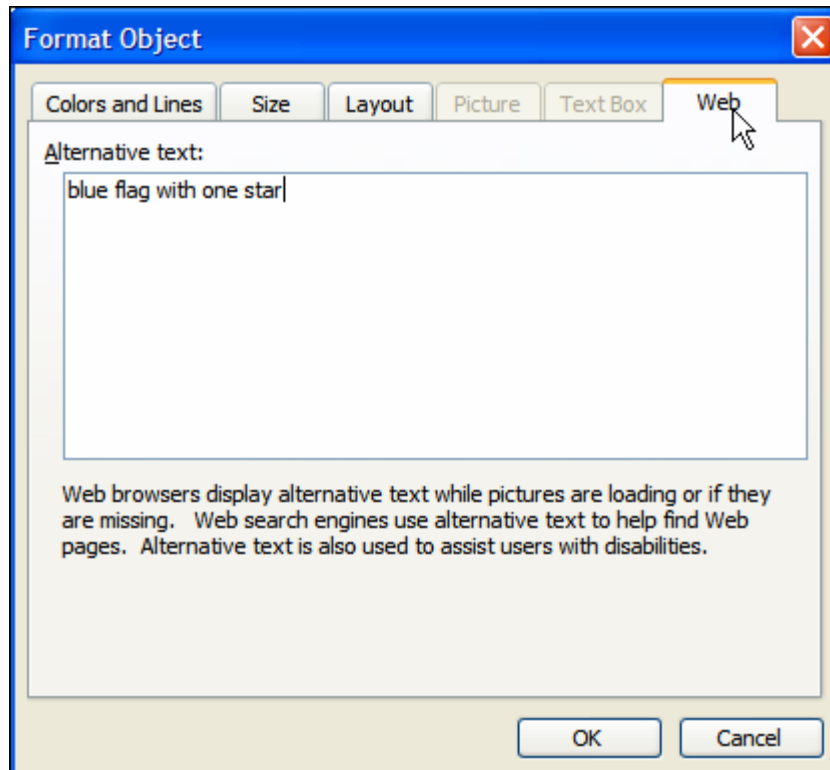 Format Object
Colors and Lines Size Layout Picture Text Box Web
Alternative text:
blue flag with one star
Web browsers display alternative text while pictures are loading or if they
are missing.   Web search engines use alternative text to help find Web
pages.  Alternative text is also used to assist users with disabilities.
OK Cancel